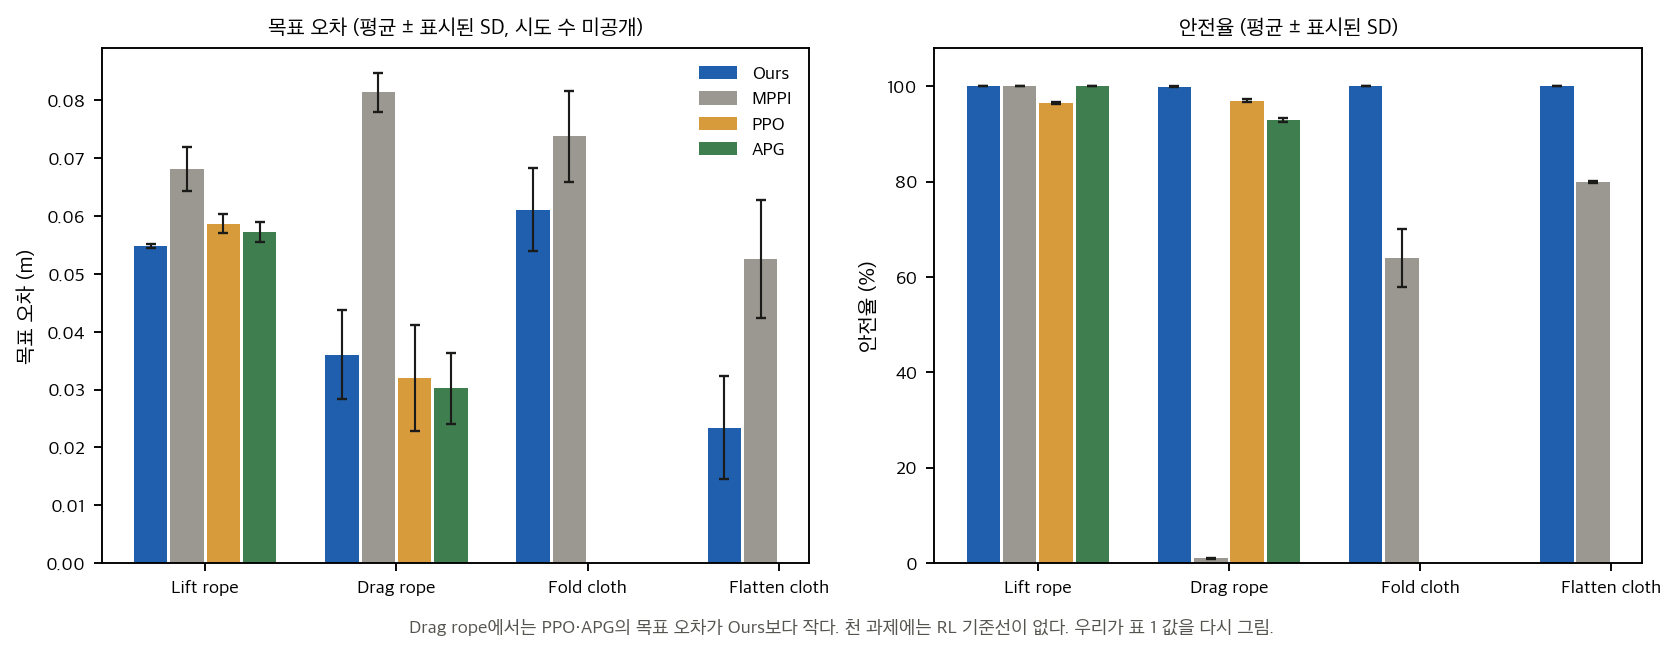 목표 오차 (평균 ± 표시된 SD, 시도 수 미공개)
목표 오차 (m)
0.08
0.07
0.06
0.05
0.04
0.03
0.02
0.01
0.00
Ours
MPPI
PPO
APG
Lift rope
Drag rope
Fold cloth
Flatten cloth
안전율 (평균 ± 표시된 SD)
안전율 (%)
100
80
60
40
20
0
Lift rope
Drag rope
Fold cloth
Flatten cloth
Drag rope에서는 PPO·APG의 목표 오차가 Ours보다 작다. 천 과제에는 RL 기준선이 없다. 우리가 표 1 값을 다시 그림.